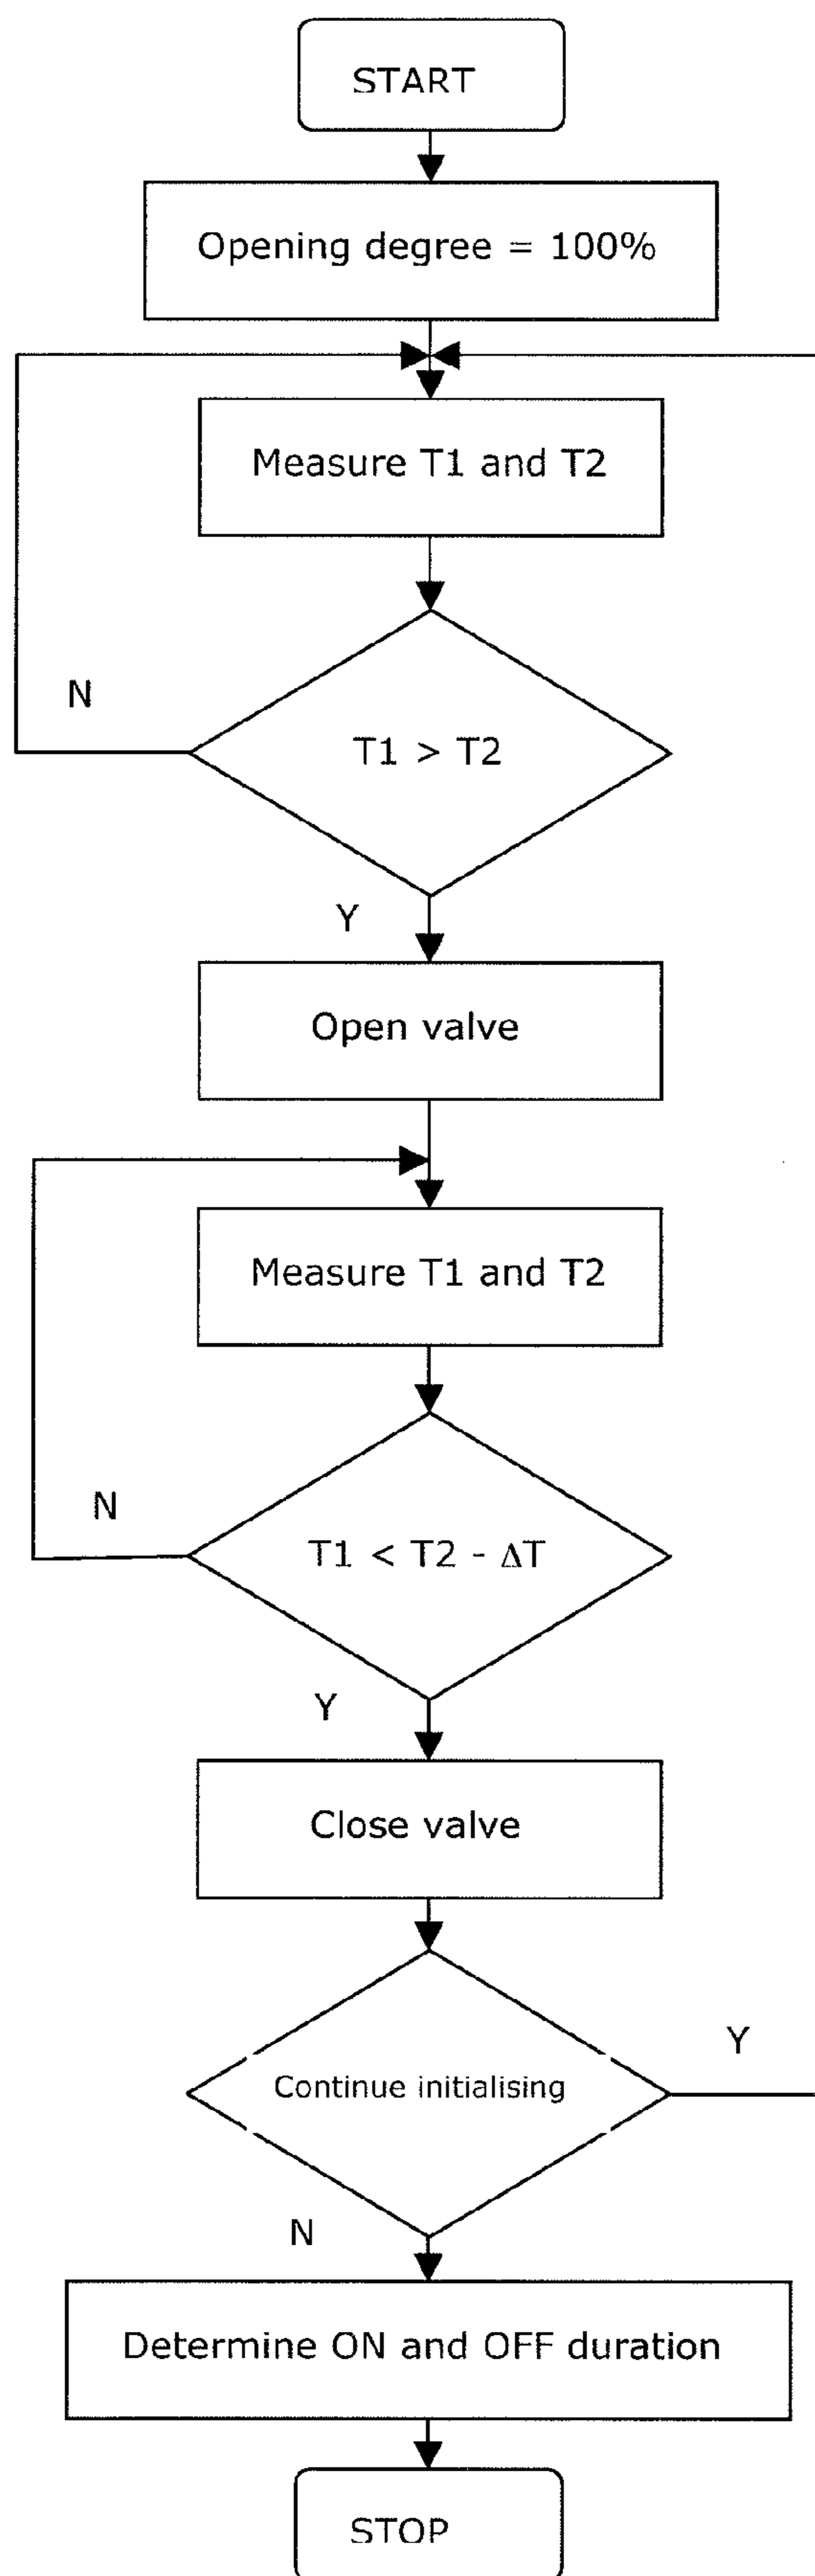 START
Opening degree = 100%
Measure T1 and T2
N
T1 > T2
Y
Open valve
Measure T1 and T2
N
T1 < T2 - ΔT
Y
Close valve
Y
Continue initialising
N
Determine ON and OFF duration
STOP